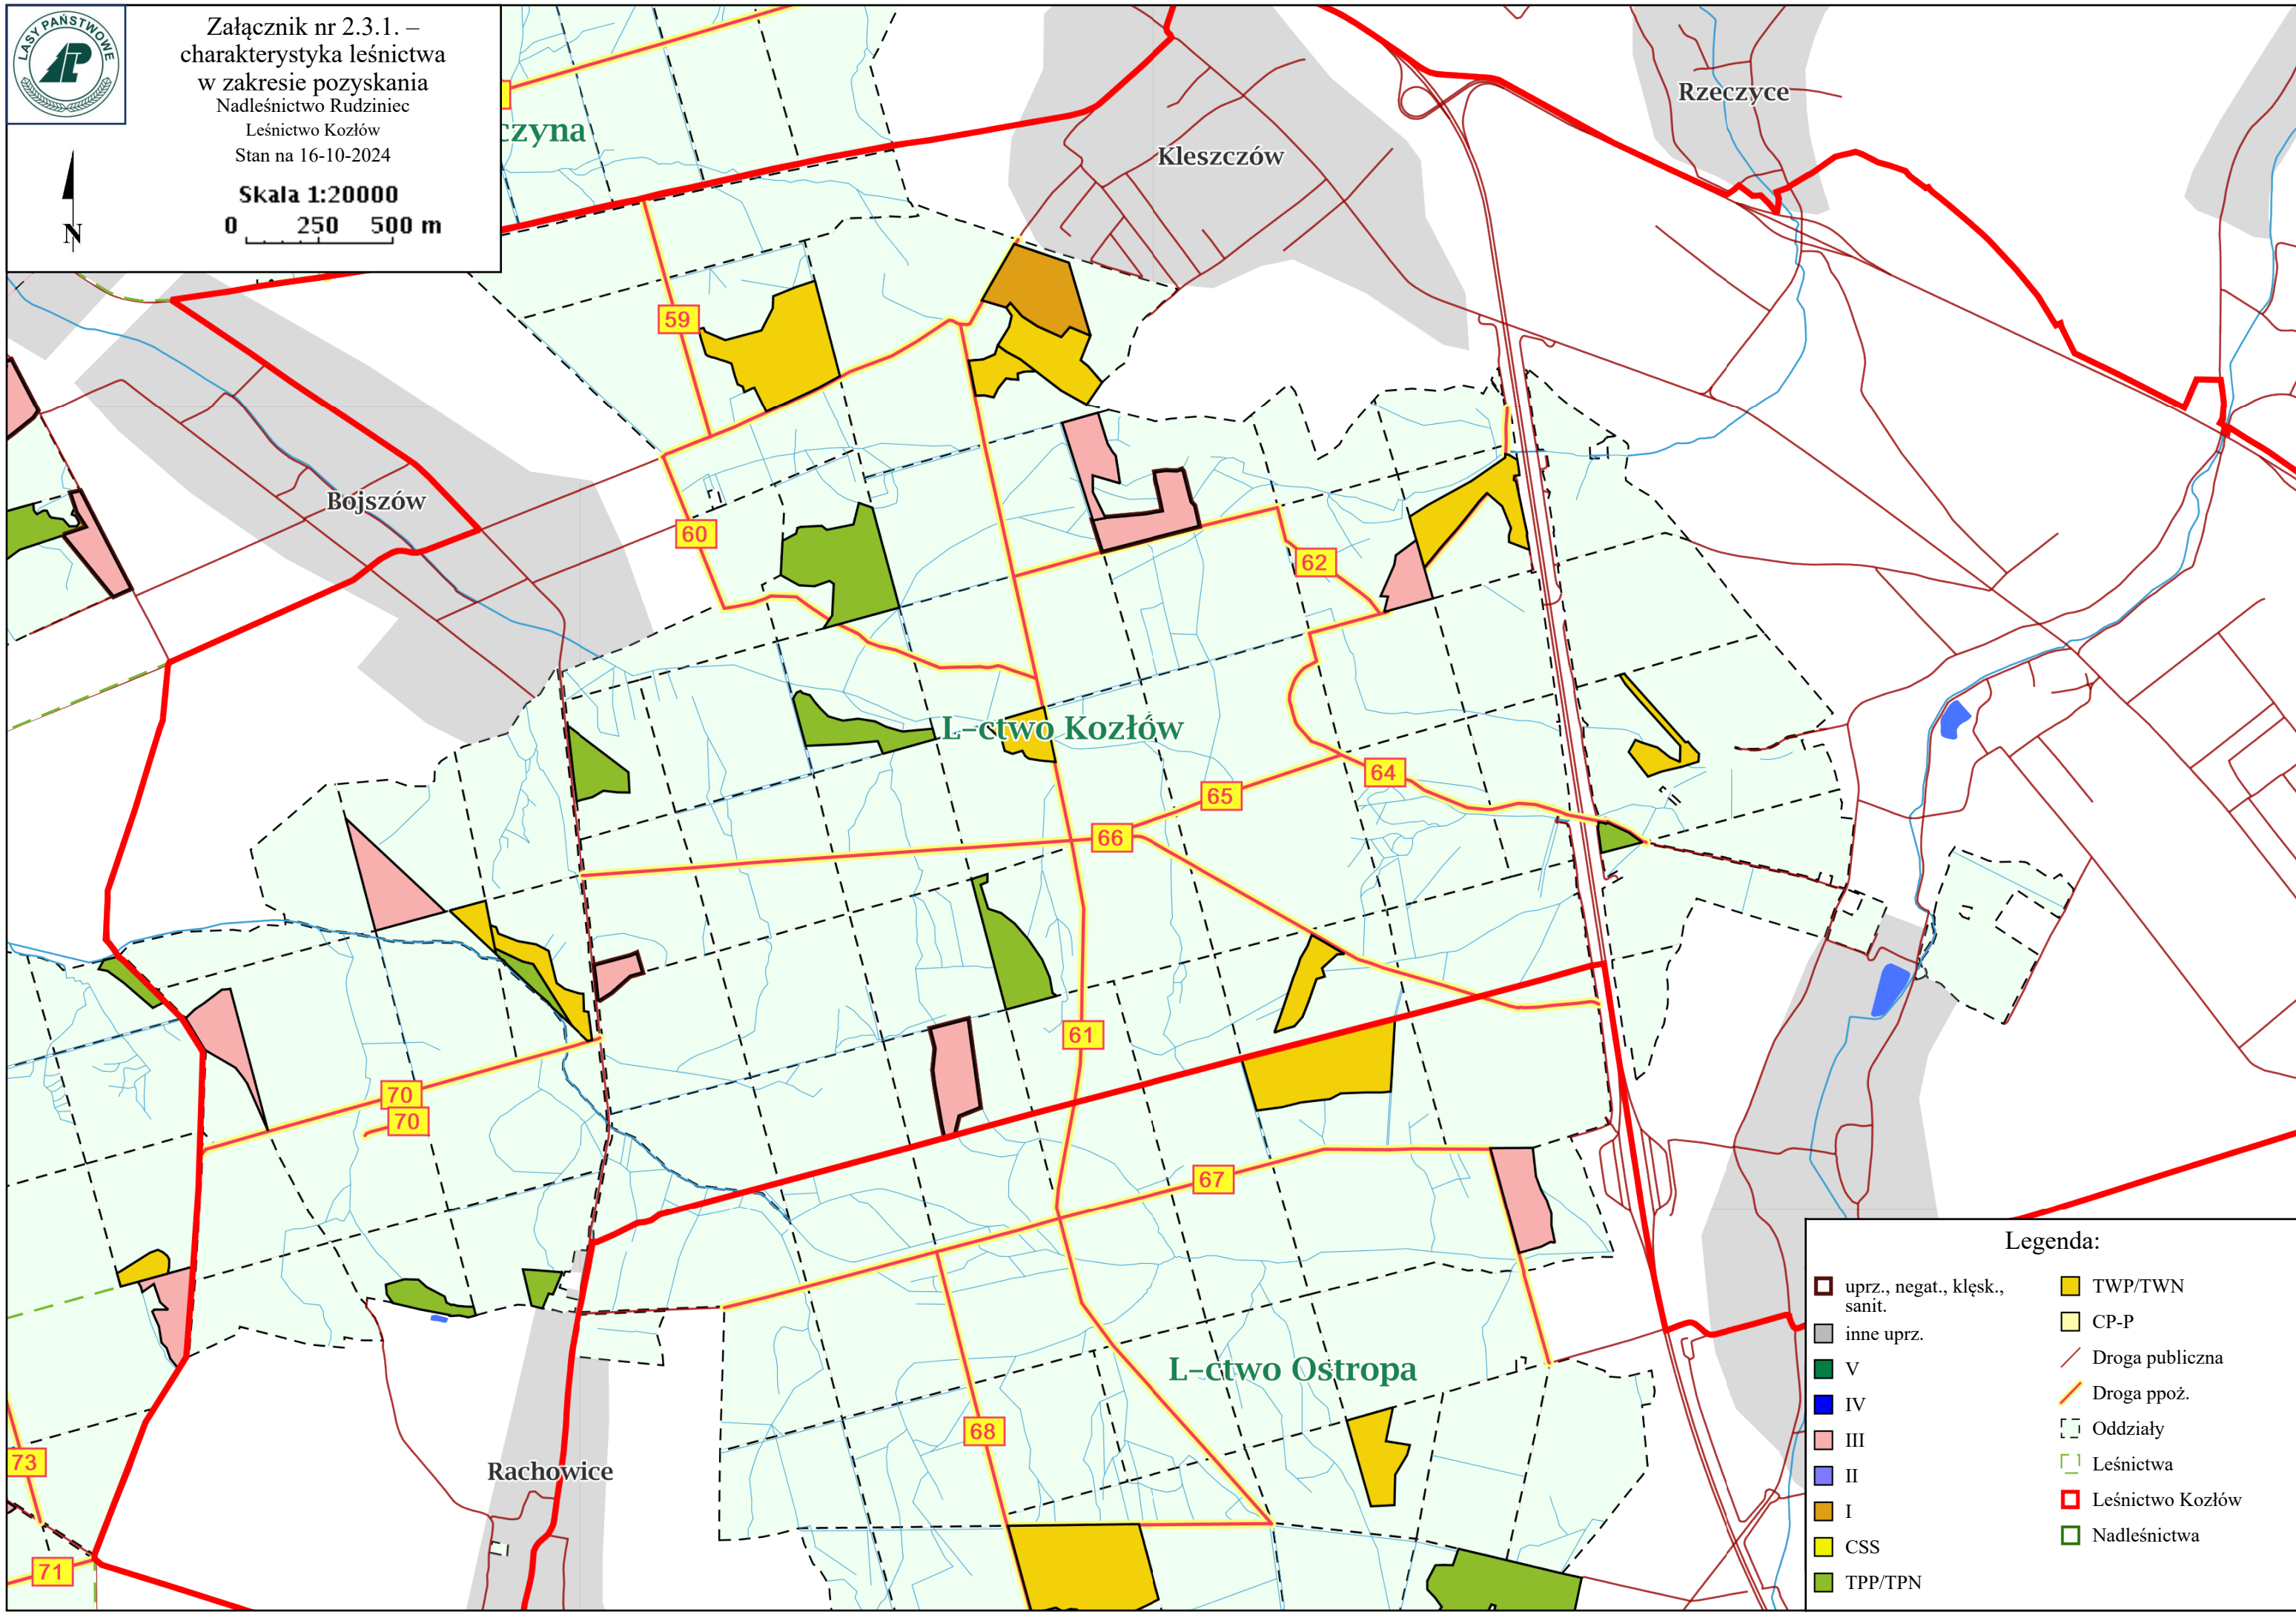 LASY PAŃSTWOWE
Załącznik nr 2.3.1. –
charakterystyka leśnictwa
w zakresie pozyskania
Nadleśnictwo Rudziniec
Leśnictwo Kozłów
Stan na 16-10-2024
Skala 1:20000
0 250 500 m
N
czyna
Kleszczów
Rzeczyce
59
Bojszów
60
62
L-ctwo Kozłów
64
65
66
61
70
70
67
L-ctwo Ostropa
68
73
Rachowice
71
Legenda:
uprz., negat., klęsk.,
sanit.
inne uprz.
V
IV
III
II
I
CSS
TPP/TPN
TWP/TWN
CP-P
Droga publiczna
Droga ppoż.
Oddziały
Leśnictwa
Leśnictwo Kozłów
Nadleśnictwa